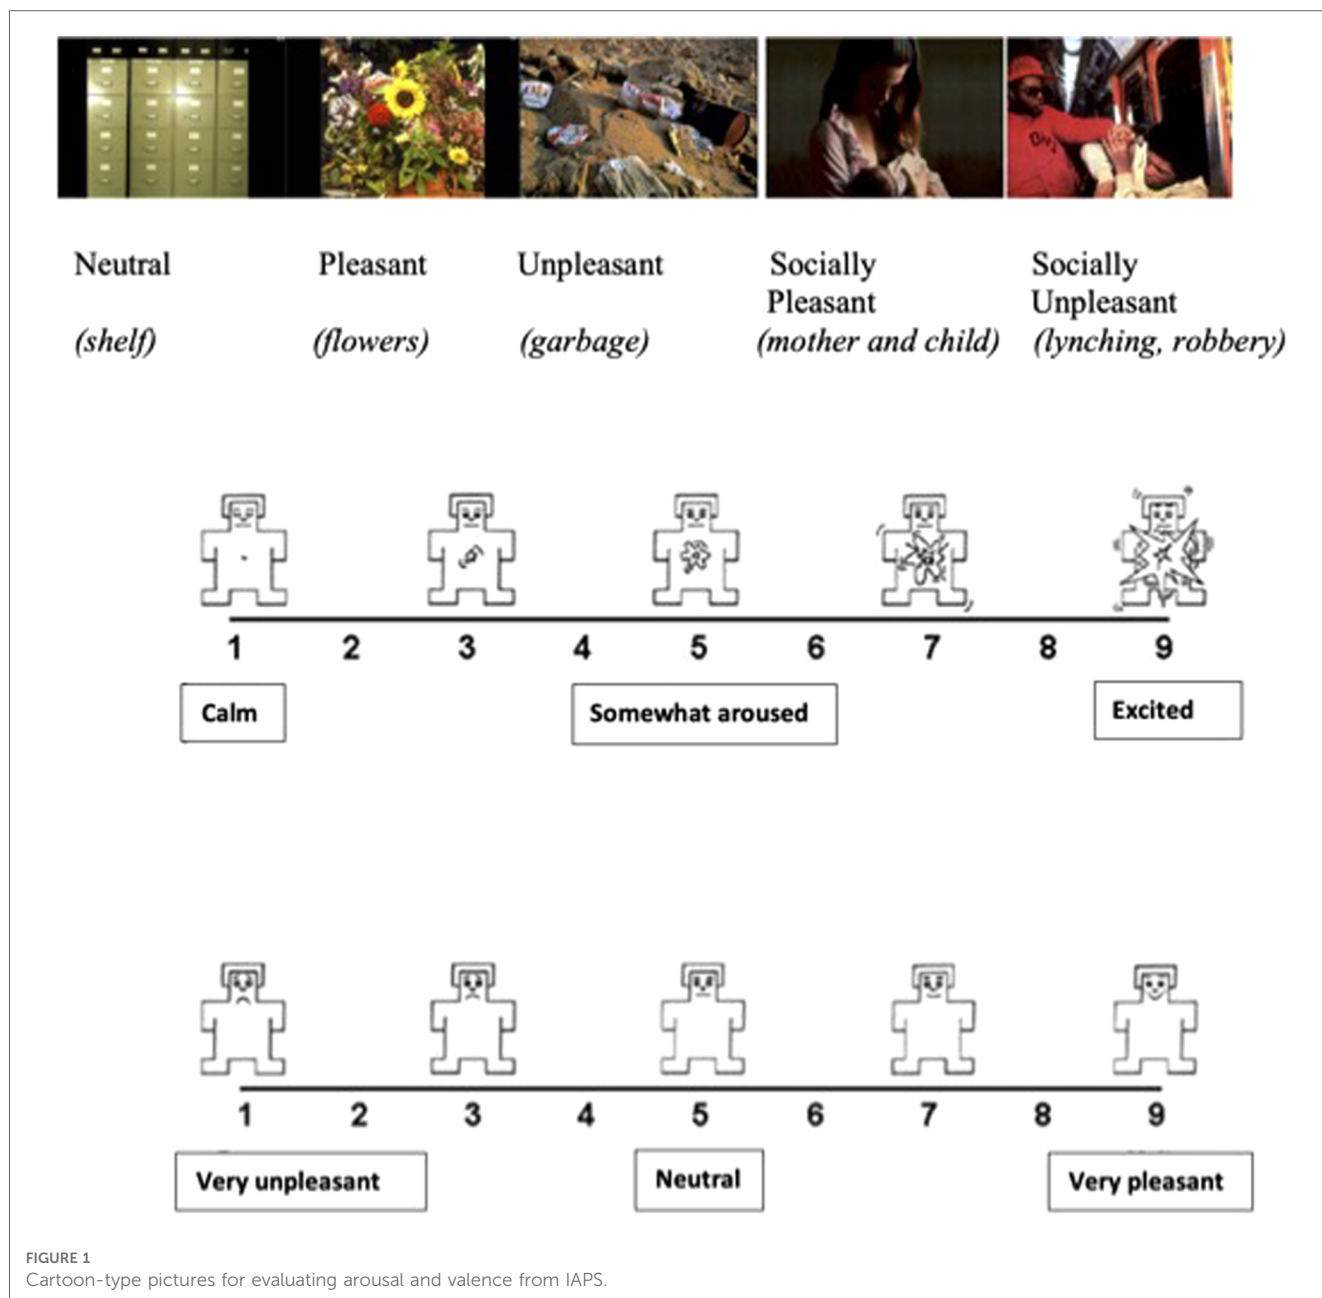 Neutral
Pleasant
Unpleasant
Socially
Pleasant
Socially
Unpleasant
(shelf)
(flowers)
(garbage)
(mother and child)
(lynching, robbery)
1 2 3 4 5 6 7 8 9
Calm
Somewhat aroused
Excited
1 2 3 4 5 6 7 8 9
Very unpleasant
Neutral
Very pleasant
FIGURE 1
Cartoon-type pictures for evaluating arousal and valence from IAPS.